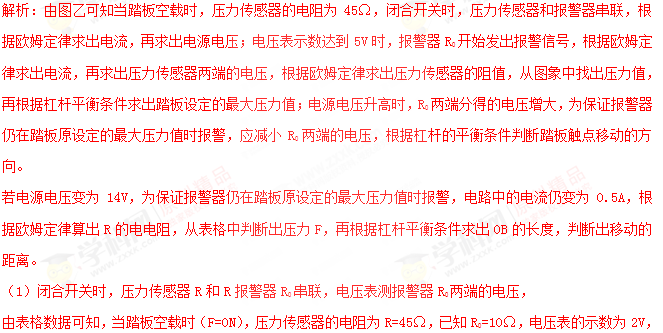 解析：由图乙可知当踏板空载时，压力传感器的电阻为 45Ω，闭合开关时，压力传感器和报警器串联，根
据欧姆定律求出电流，再求出电源电压；电压表示数达到 5V 时，报警器 R₀开始发出报警信号，根据欧姆定
律求出电流，再求出压力传感器两端的电压，根据欧姆定律求出压力传感器的阻值，从图象中找出压力值，
再根据杠杆平衡条件求出踏板设定的最大压力值；电源电压升高时，R₀两端分得的电压增大，为保证报警器
仍在踏板原设定的最大压力值时报警，应减小 R₀两端的电压，根据杠杆的平衡条件判断踏板触点移动的方
向。
若电源电压变为 14V，为保证报警器仍在踏板原设定的最大压力值时报警，电路中的电流仍变为 0.5A，根
据欧姆定律算出 R 的电电阻，从表格中判断出压力 F，再根据杠杆平衡条件求出 OB 的长度，判断出移动的
距离。
（1）闭合开关时，压力传感器 R 和 R 报警器 R₀串联，电压表测报警器 R₀两端的电压，
由表格数据可知，当踏板空载时（F=0N），压力传感器的电阻为 R=45Ω，已知 R₀=10Ω，电压表的示数为 2V，